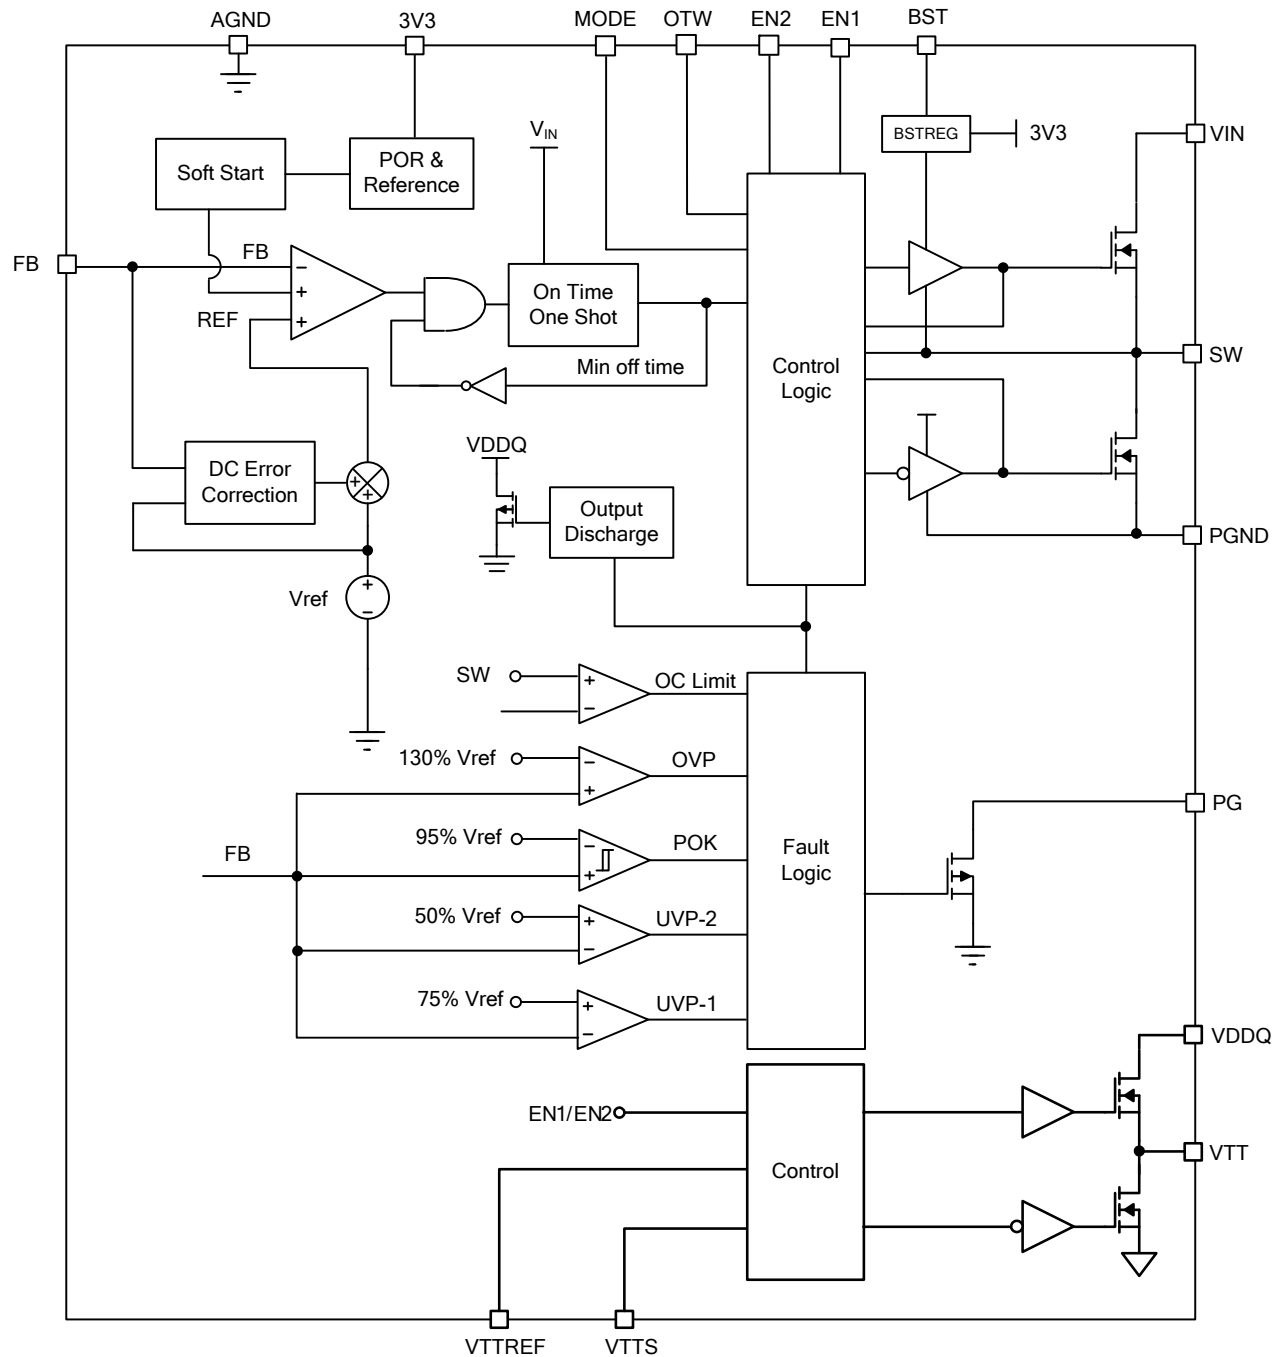 AGND
3V3
MODE
OTW
EN2
EN1
BST
VIN
BSTREG
3V3
Soft Start
POR &
Reference
VIN
FB
FB
−
+
+
REF
On Time
One Shot
Min off time
Control
Logic
SW
DC Error
Correction
+
+
VDDQ
Output
Discharge
PGND
Vref
+
−
SW
+
−
OC Limit
130% Vref
−
+
OVP
PG
95% Vref
−
+
POK
FB
Fault
Logic
50% Vref
+
−
UVP-2
75% Vref
+
−
UVP-1
VDDQ
EN1/EN2
Control
VTT
VTTREF
VTTS